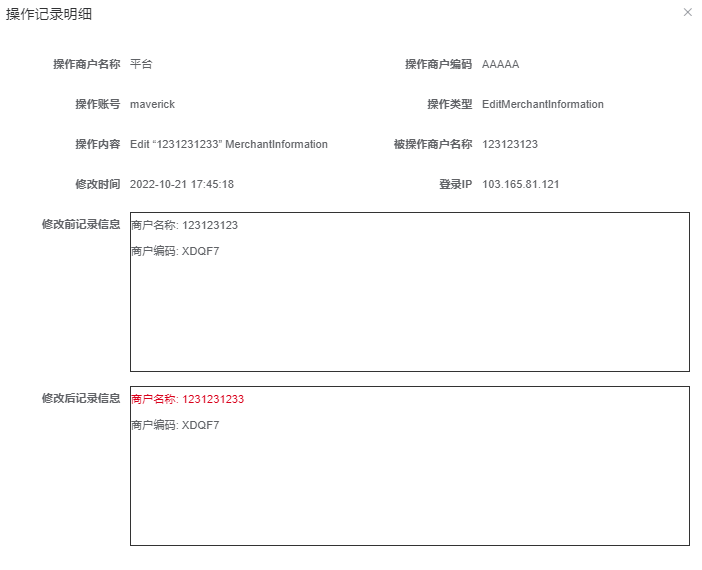 操作记录明细
操作商户名称 平台 操作商户编码 AAAAA
操作账号 maverick 操作类型 EditMerchantInformation
操作内容 Edit “1231231233” MerchantInformation 被操作商户名称 123123123
修改时间 2022-10-21 17:45:18 登录IP 103.165.81.121
修改前记录信息 商户名称: 123123123
商户编码: XDQF7
修改后记录信息 商户名称: 1231231233
商户编码: XDQF7